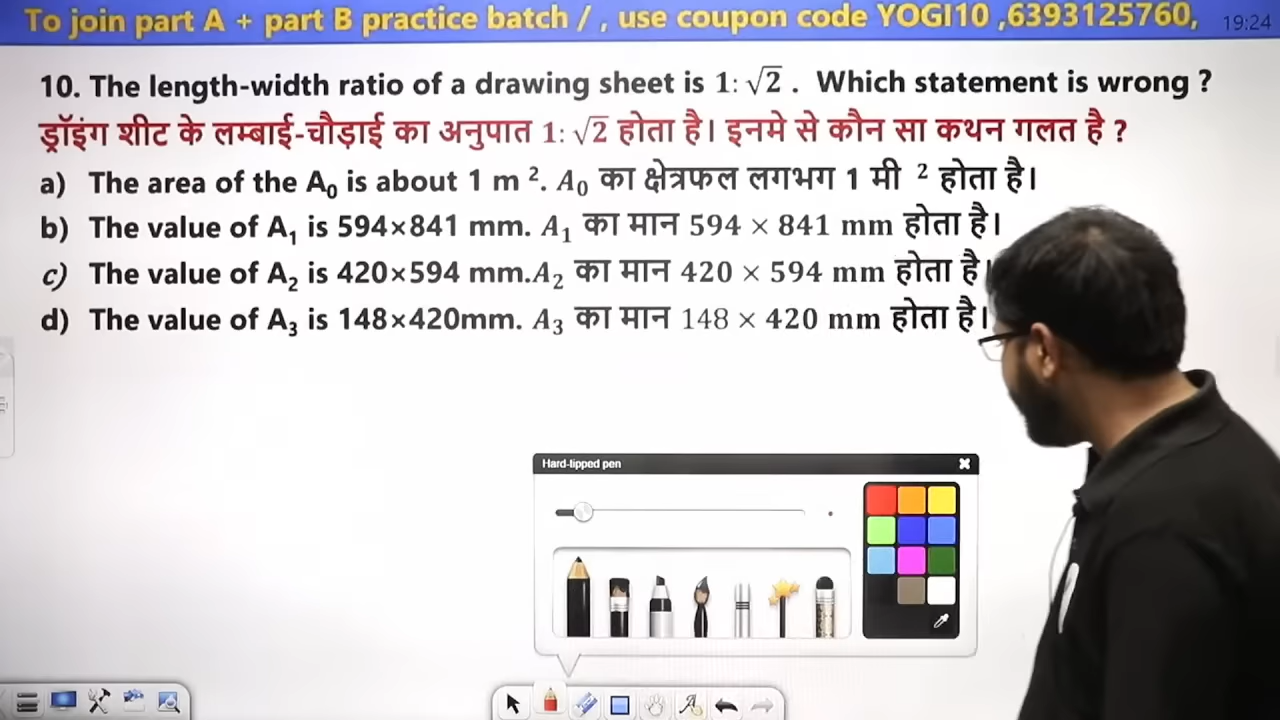 To join part A + part B practice batch / , use coupon code YOGI10 ,6393125760,
19:24
10. The length-width ratio of a drawing sheet is 1: √2 . Which statement is wrong ?
ड्रॉइंग शीट के लम्बाई-चौड़ाई का अनुपात 1: √2 होता है। इनमे से कौन सा कथन गलत है ?
a) The area of the A₀ is about 1 m ². A₀ का क्षेत्रफल लगभग 1 मी ² होता है।
b) The value of A₁ is 594×841 mm. A₁ का मान 594 × 841 mm होता है।
c) The value of A₂ is 420×594 mm.A₂ का मान 420 × 594 mm होता है।
d) The value of A₃ is 148×420mm. A₃ का मान 148 × 420 mm होता है।
Hard-tipped pen